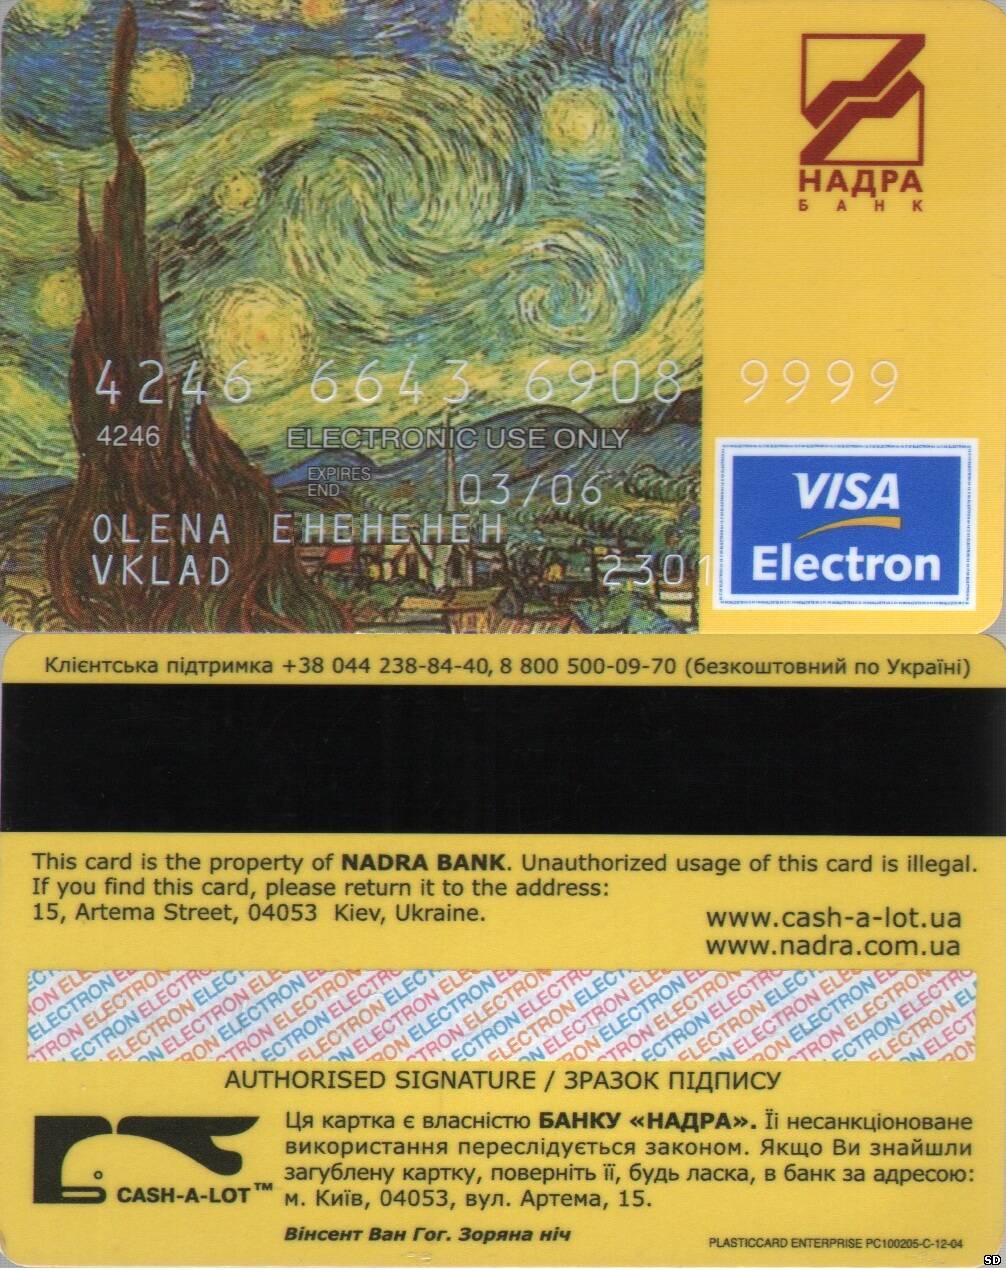 НАДРА
БАНК
4246 6643 6908 9999
4246 ELECTRONIC USE ONLY
EXPIRES
END 03/06
OLENA EHEHEHEH
VKLAD 2301
VISA
Electron
Клієнтська підтримка +38 044 238-84-40, 8 800 500-09-70 (безкоштовний по Україні)
This card is the property of NADRA BANK. Unauthorized usage of this card is illegal.
If you find this card, please return it to the address:
15, Artema Street, 04053 Kiev, Ukraine.
www.cash-a-lot.ua
www.nadra.com.ua
ELECTRON ELECTRON ELECTRON ELECTRON
AUTHORISED SIGNATURE / ЗРАЗОК ПІДПИСУ
Ця картка є власністю БАНКУ «НАДРА». Її несанкціоноване
використання переслідується законом. Якщо Ви знайшли
загублену картку, поверніть її, будь ласка, в банк за адресою:
м. Київ, 04053, вул. Артема, 15.
CASH-A-LOT™
Вінсент Ван Гог. Зоряна ніч
PLASTICCARD ENTERPRISE PC100205-C-12-04
SD